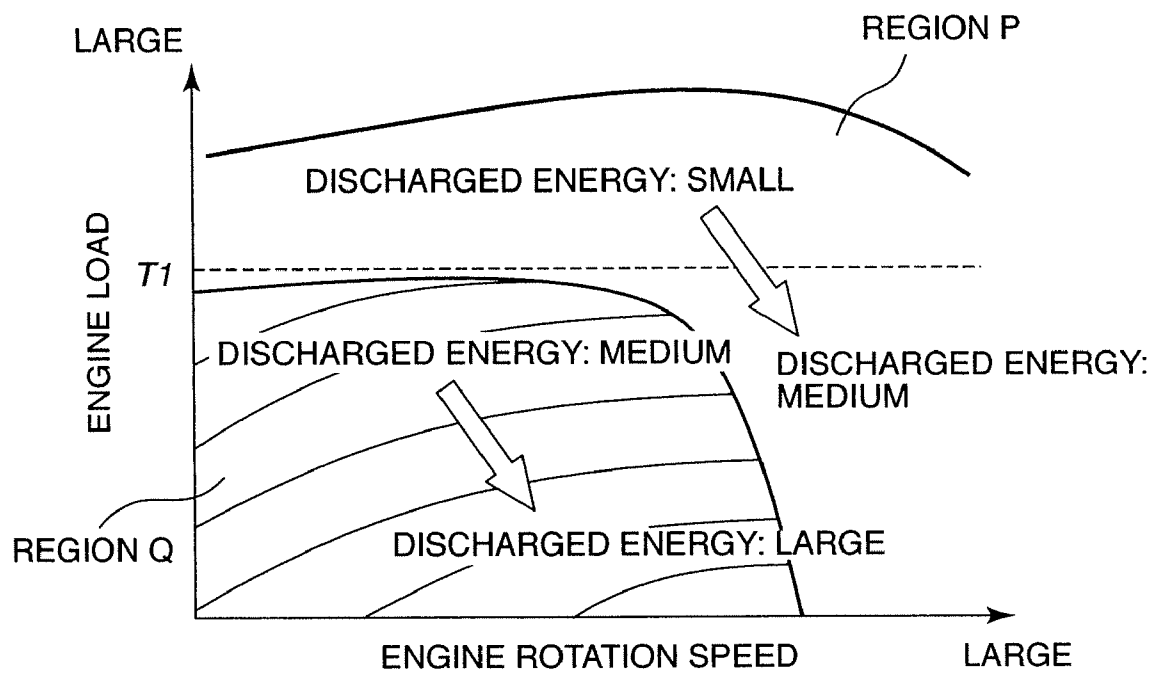 REGION P
LARGE
DISCHARGED ENERGY: SMALL
ENGINE LOAD
T1
DISCHARGED ENERGY: MEDIUM
DISCHARGED ENERGY:
MEDIUM
REGION Q
DISCHARGED ENERGY: LARGE
ENGINE ROTATION SPEED
LARGE